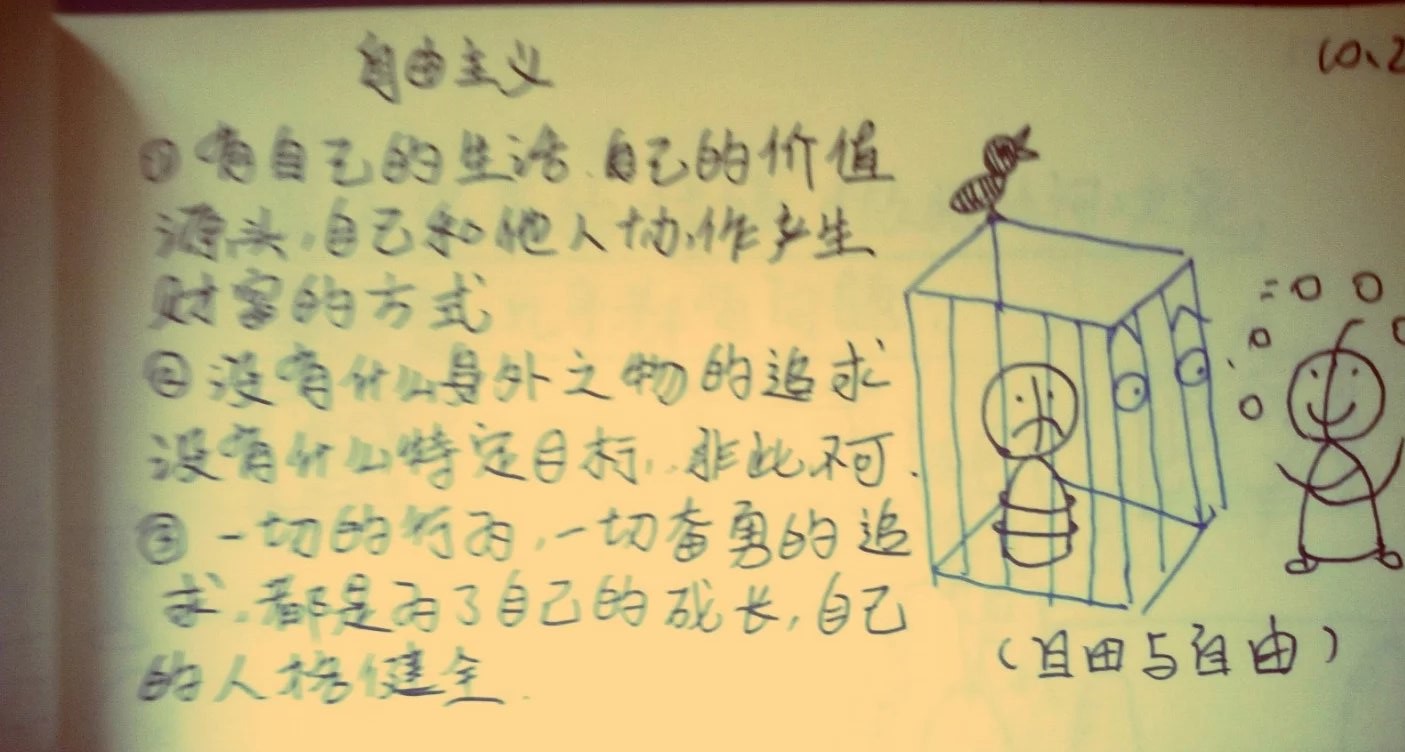 自由主义
10、2
① 有自己的生活、自己的价值
源头，自己和他人协作产生
财富的方式
② 没有什么身外之物的追求
没有什么特定目标，非此不可．
③ 一切的行为，一切奋勇的追
求，都是为了自己的成长，自己
的人格健全．
（自由与自由）